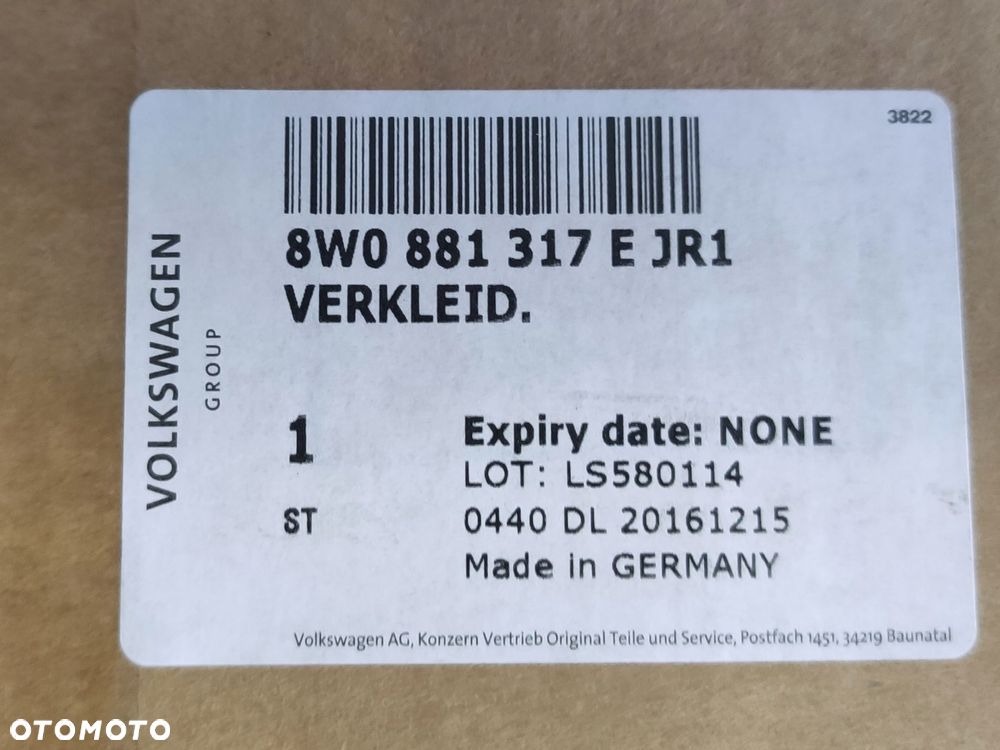 3822
8W0 881 317 E JR1
VERKLEID.
VOLKSWAGEN
GROUP
1
Expiry date: NONE
LOT: LS580114
ST
0440 DL 20161215
Made in GERMANY
Volkswagen AG, Konzern Vertrieb Original Teile und Service, Postfach 1451, 34219 Baunatal
OTOMOTO